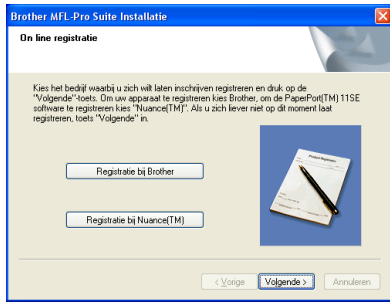 Brother MFL-Pro Suite Installatie
On line registratie
Kies het bedrijf waarbij u zich wilt laten inschrijven registreren en druk op de
"Volgende"-toets. Om uw apparaat te registreren kies Brother, om de PaperPort(TM) 11SE
software te registreren kies "Nuance(TM)". Als u zich liever niet op dit moment laat
registreren, toets "Volgende" in.
Registratie bij Brother
Registratie bij Nuance(TM)
Product Registration
< Vorige
Volgende >
Annuleren